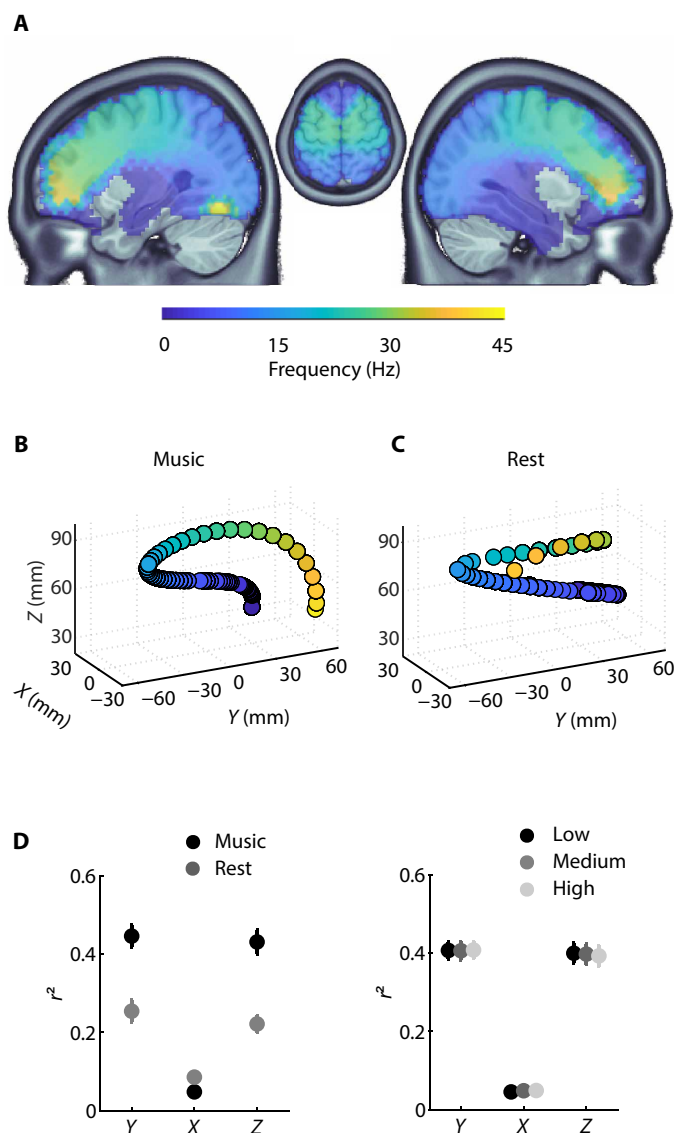 A
0 15 30 45
Frequency (Hz)
B
Music
C
Rest
90
60
30
Z (mm)
30
0
−30
X (mm)
−60
−30
0
30
60
Y (mm)
90
60
30
30
0
−30
−60
−30
0
30
60
Y (mm)
D
Music
Rest
0.6
0.4
0.2
0
r²
Y X Z
Low
Medium
High
0.6
0.4
0.2
0
r²
Y X Z